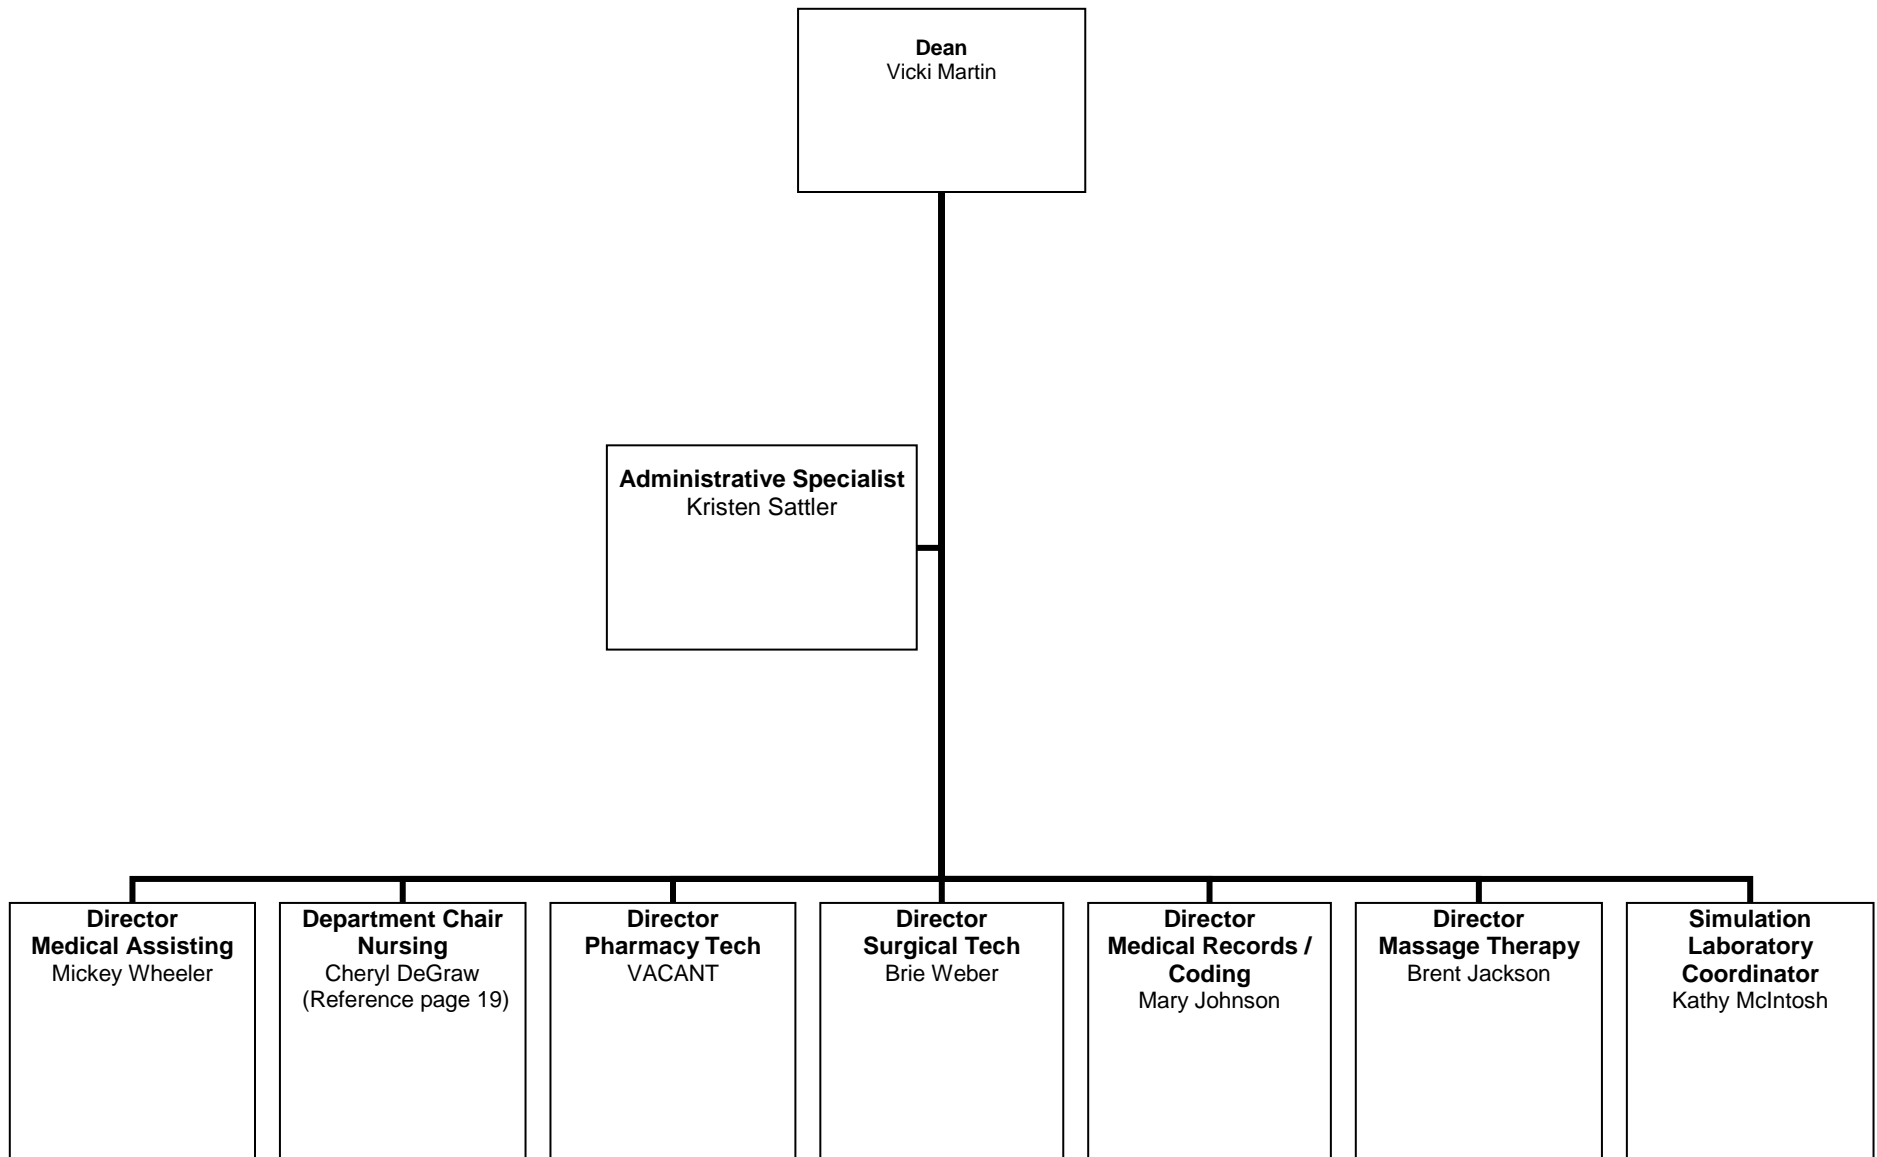 Dean
Vicki Martin
Administrative Specialist
Kristen Sattler
Director
Medical Assisting
Mickey Wheeler
Department Chair
Nursing
Cheryl DeGraw
(Reference page 19)
Director
Pharmacy Tech
VACANT
Director
Surgical Tech
Brie Weber
Director
Medical Records /
Coding
Mary Johnson
Director
Massage Therapy
Brent Jackson
Simulation
Laboratory
Coordinator
Kathy McIntosh